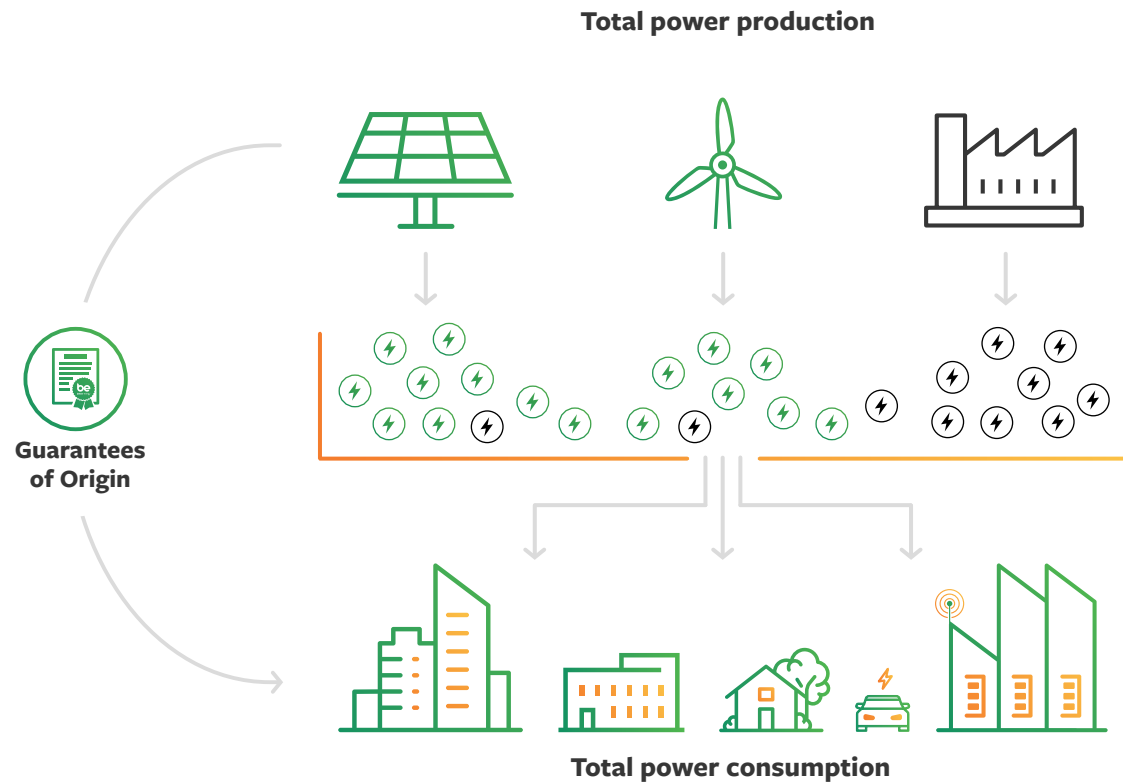 Total power production
be
Guarantees
of Origin
Total power consumption